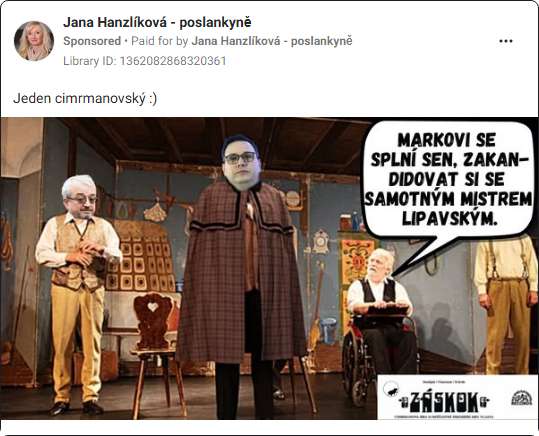 Jana Hanzlíková - poslankyně
Sponsored • Paid for by Jana Hanzlíková - poslankyně
Library ID: 1362082868320361
Jeden cimrmanovský :)
MARKOVI SE
SPLNÍ SEN, ZAKAN-
DIDOVAT SI SE
SAMOTNÝM MISTREM
LIPAVSKÝM.
ZÁSKOK